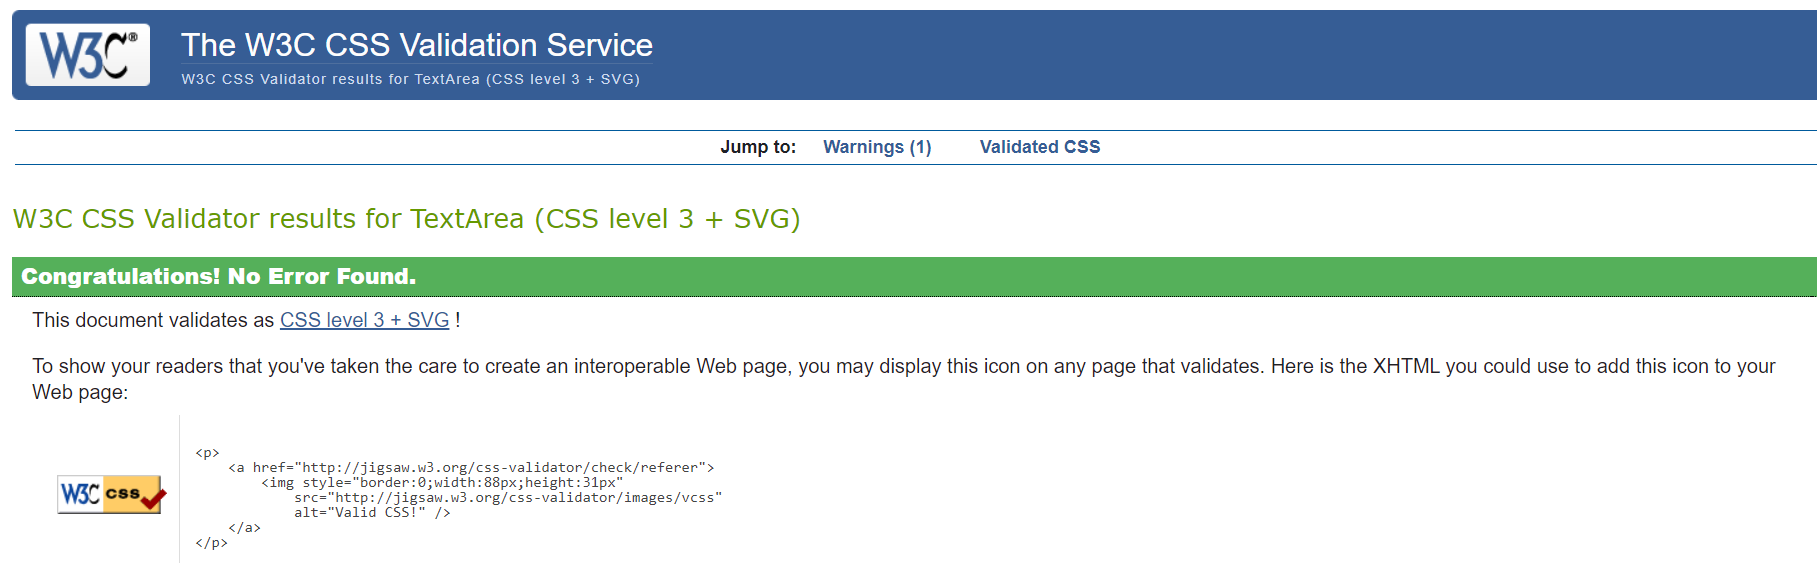 W3C®
The W3C CSS Validation Service
W3C CSS Validator results for TextArea (CSS level 3 + SVG)
Jump to: Warnings (1) Validated CSS
W3C CSS Validator results for TextArea (CSS level 3 + SVG)
Congratulations! No Error Found.
This document validates as CSS level 3 + SVG !
To show your readers that you've taken the care to create an interoperable Web page, you may display this icon on any page that validates. Here is the XHTML you could use to add this icon to your
Web page:
W3C css
<p>
    <a href="http://jigsaw.w3.org/css-validator/check/referer">
        <img style="border:0;width:88px;height:31px"
            src="http://jigsaw.w3.org/css-validator/images/vcss"
            alt="Valid CSS!" />
    </a>
</p>